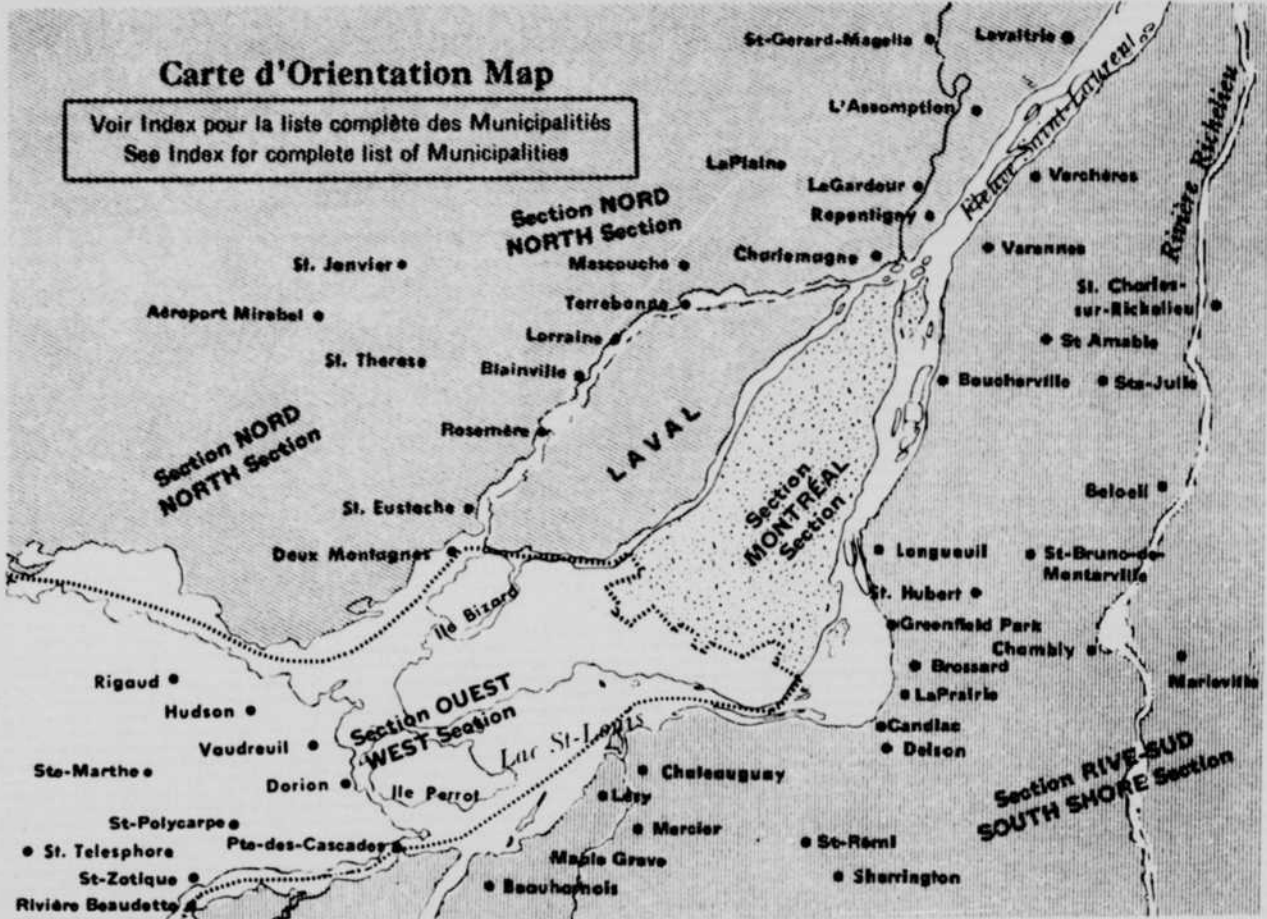 Carte d'Orientation Map
Voir Index pour la liste complète des Municipalitiés
See Index for complete list of Municipalities
St-Gerard-Magella
Lavaltrie
L'Assomption
Fleuve Saint-Laurent
Rivière Richelieu
LaPlaine
LeGardeur
Verchères
Repentigny
Section NORD
NORTH Section
Charlemagne
Varennes
St. Janvier
Mascouche
St. Charles-
sur-Richelieu
Aéroport Mirabel
Terrebonne
Lorraine
St Amable
St. Therese
Blainville
Boucherville
Ste-Julie
Rosemère
LAVAL
Section NORD
NORTH Section
Section
MONTRÉAL
Section
Beloeil
St. Eustache
Deux Montagnes
Longueuil
St-Bruno-de-
Montarville
Ile Bizard
St. Hubert
Greenfield Park
Chambly
Rigaud
Brossard
Marieville
Hudson
LaPrairie
Section OUEST
WEST Section
Lac St-Louis
Candiac
Vaudreuil
Delson
Ste-Marthe
Dorion
Ile Perrot
Chateauguay
Léry
Section RIVE-SUD
SOUTH SHORE Section
St-Polycarpe
Mercier
St. Telesphore
Pte-des-Cascades
St-Rémi
Maple Grove
St-Zotique
Beauharnois
Sherrington
Rivière Beaudette